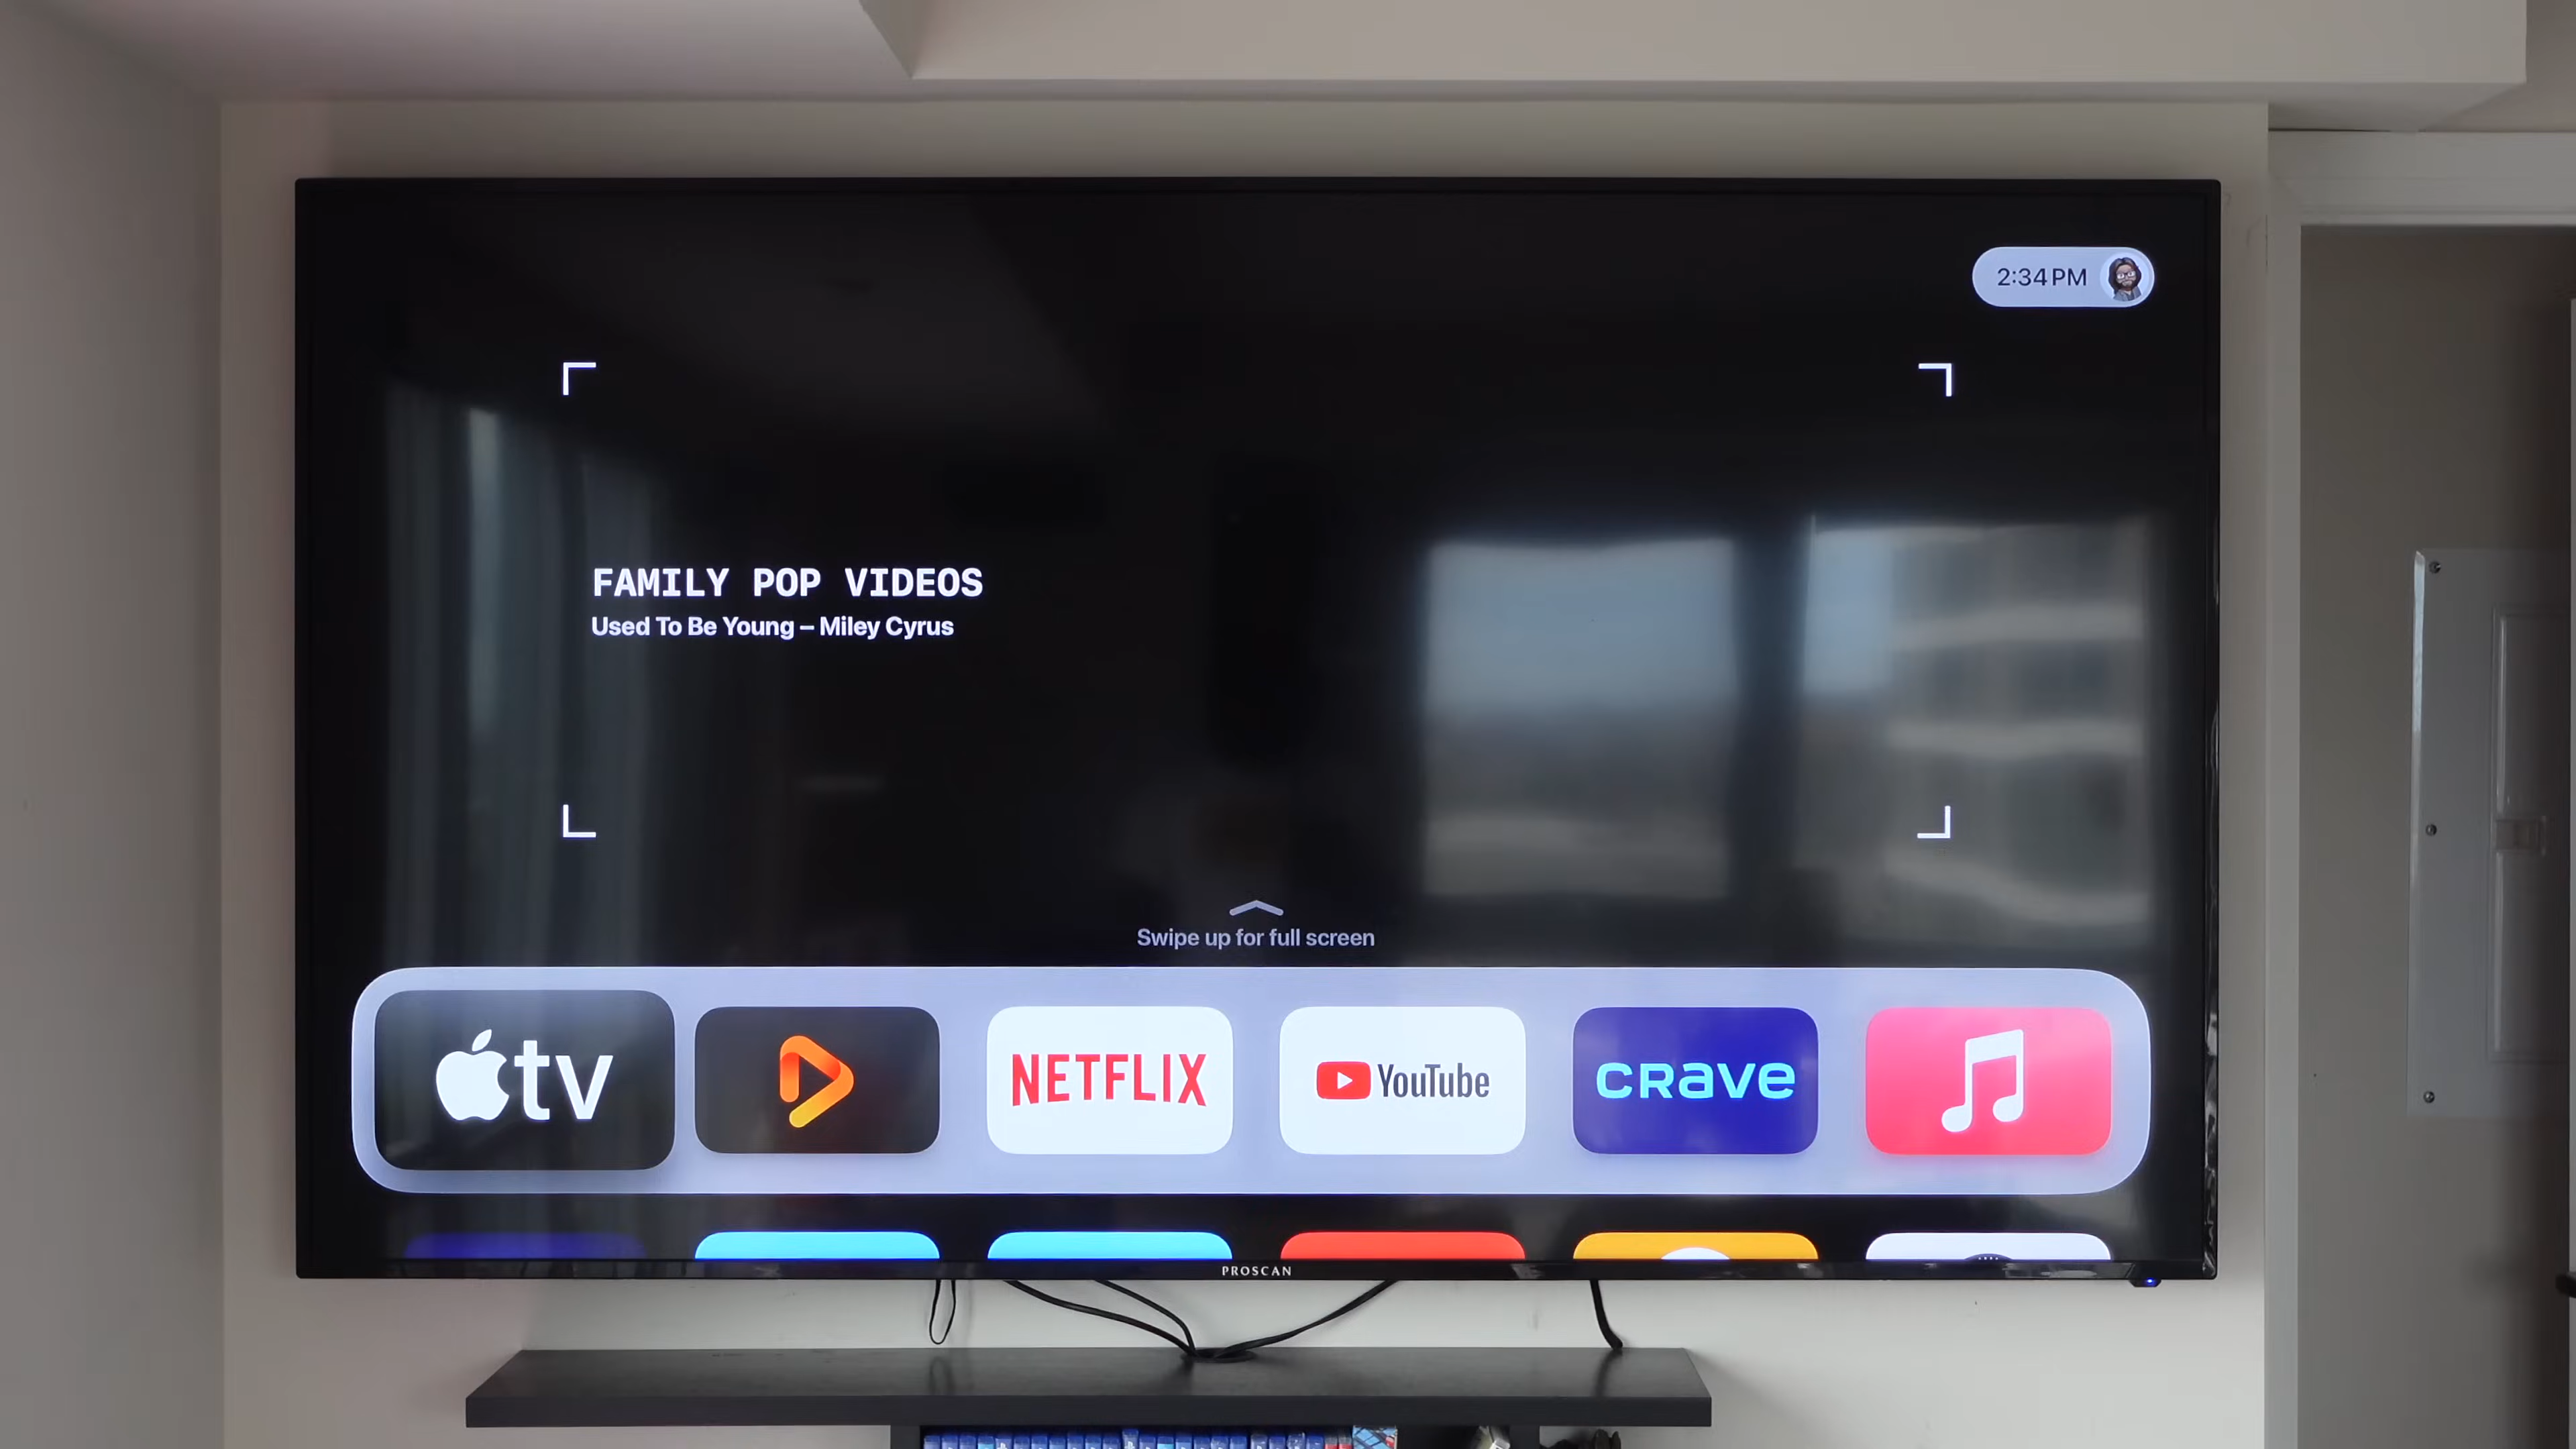 2:34 PM
FAMILY POP VIDEOS
Used To Be Young – Miley Cyrus
Swipe up for full screen
tv
NETFLIX
YouTube
crave
PROSCAN